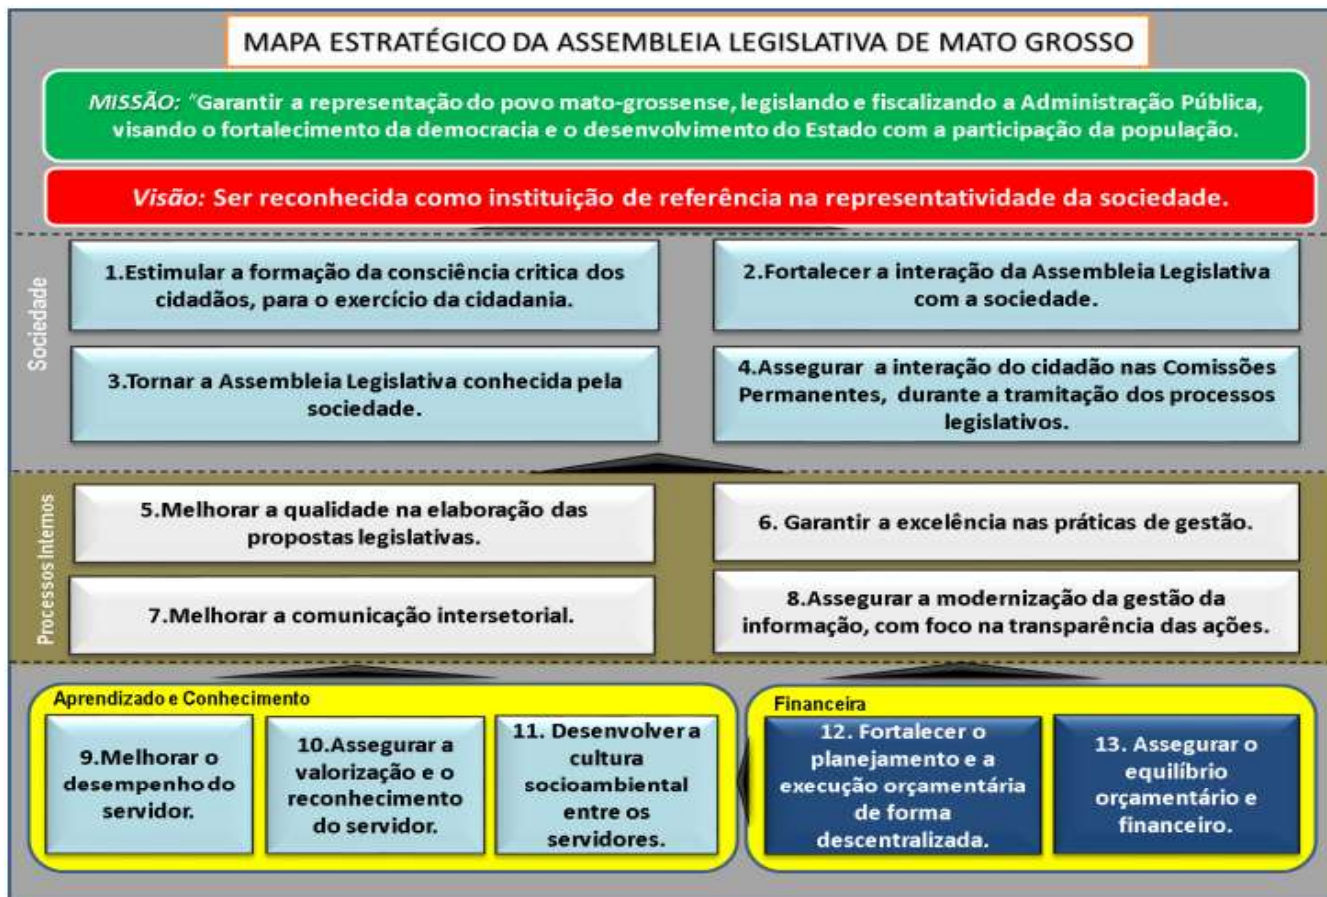 MAPA ESTRATÉGICO DA ASSEMBLEIA LEGISLATIVA DE MATO GROSSO
MISSÃO: "Garantir a representação do povo mato-grossense, legislando e fiscalizando a Administração Pública,
visando o fortalecimento da democracia e o desenvolvimento do Estado com a participação da população.
Visão: Ser reconhecida como instituição de referência na representatividade da sociedade.
Sociedade
1.Estimular a formação da consciência critica dos
cidadãos, para o exercício da cidadania.
2.Fortalecer a interação da Assembleia Legislativa
com a sociedade.
3.Tornar a Assembleia Legislativa conhecida pela
sociedade.
4.Assegurar a interação do cidadão nas Comissões
Permanentes, durante a tramitação dos processos
legislativos.
Processos Internos
5.Melhorar a qualidade na elaboração das
propostas legislativas.
6. Garantir a excelência nas práticas de gestão.
7.Melhorar a comunicação intersetorial.
8.Assegurar a modernização da gestão da
informação, com foco na transparência das ações.
Aprendizado e Conhecimento
9.Melhorar o
desempenho do
servidor.
10.Assegurar a
valorização e o
reconhecimento
do servidor.
11. Desenvolver a
cultura
socioambiental
entre os
servidores.
Financeira
12. Fortalecer o
planejamento e a
execução orçamentária
de forma
descentralizada.
13. Assegurar o
equilíbrio
orçamentário e
financeiro.